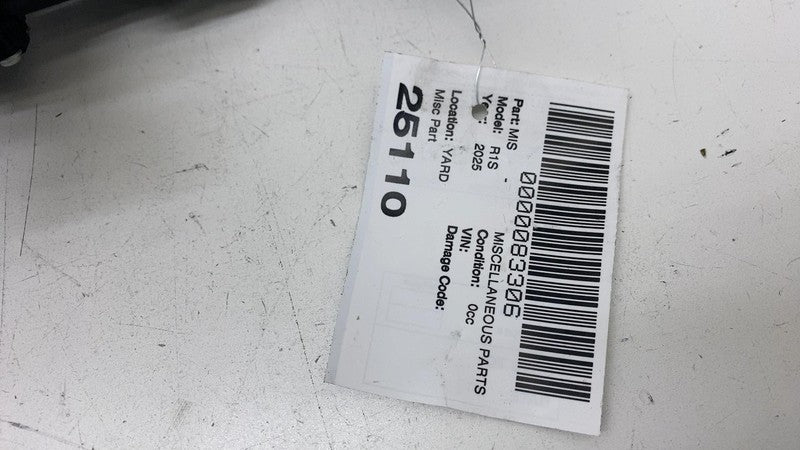 0000083306
Part: MIS - MISCELLANEOUS PARTS
Model: R1S Condition: 0cc
Year: 2025 VIN:
Damage Code:
Location: YARD
Misc Part
25110